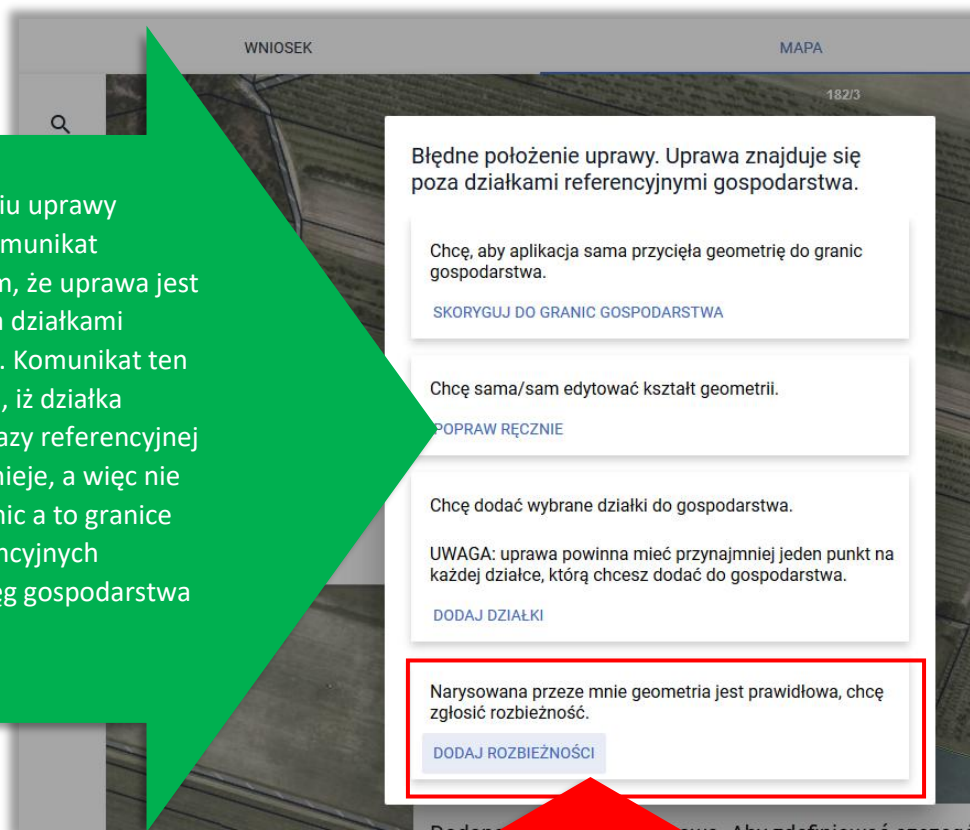 WNIOSEK
MAPA
182/3
iu uprawy
munikat
m, że uprawa jest
działkami
. Komunikat ten
, iż działka
azy referencyjnej
nieje, a więc nie
nic a to granice
ncyjnych
ęg gospodarstwa
Błędne położenie uprawy. Uprawa znajduje się
poza działkami referencyjnymi gospodarstwa.
Chcę, aby aplikacja sama przycięła geometrię do granic
gospodarstwa.
SKORYGUJ DO GRANIC GOSPODARSTWA
Chcę sama/sam edytować kształt geometrii.
POPRAW RĘCZNIE
Chcę dodać wybrane działki do gospodarstwa.
UWAGA: uprawa powinna mieć przynajmniej jeden punkt na
każdej działce, którą chcesz dodać do gospodarstwa.
DODAJ DZIAŁKI
Narysowana przeze mnie geometria jest prawidłowa, chcę
zgłosić rozbieżność.
DODAJ ROZBIEŻNOŚCI